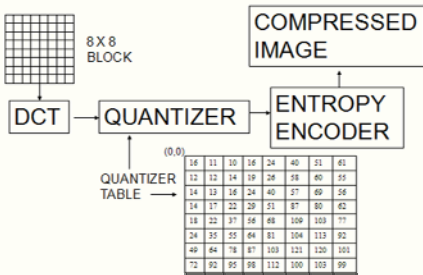 8 X 8
BLOCK
COMPRESSED
IMAGE
DCT
QUANTIZER
ENTROPY
ENCODER
(0,0)
QUANTIZER
TABLE
16 11 10 16 24 40 51 61
12 12 14 19 26 58 60 55
14 13 16 24 40 57 69 56
14 17 22 29 51 87 80 62
18 22 37 56 68 109 103 77
24 35 55 64 81 104 113 92
49 64 78 87 103 121 120 101
72 92 95 98 112 100 103 99